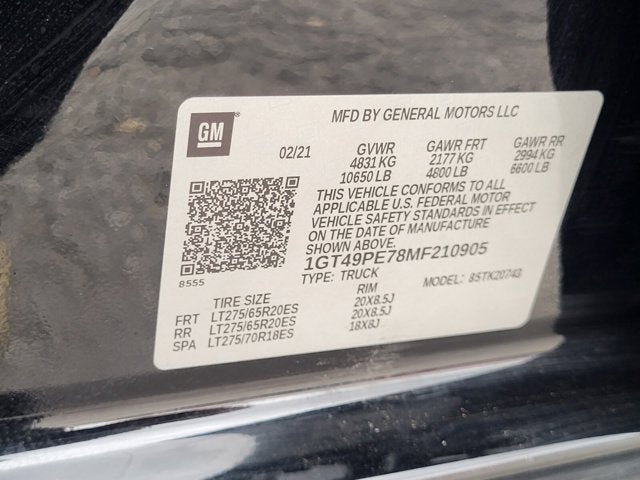 GM ®
MFD BY GENERAL MOTORS LLC
02/21 GVWR GAWR FRT GAWR RR
4831 KG 2177 KG 2994 KG
10650 LB 4800 LB 6600 LB
THIS VEHICLE CONFORMS TO ALL
APPLICABLE U.S. FEDERAL MOTOR
VEHICLE SAFETY STANDARDS IN EFFECT
ON THE DATE OF MANUFACTURE
SHOWN ABOVE.
1GT49PE78MF210905
TYPE: TRUCK MODEL: 85TK20743
8555
TIRE SIZE RIM
FRT LT275/65R20ES 20X8.5J
RR LT275/65R20ES 20X8.5J
SPA LT275/70R18ES 18X8J